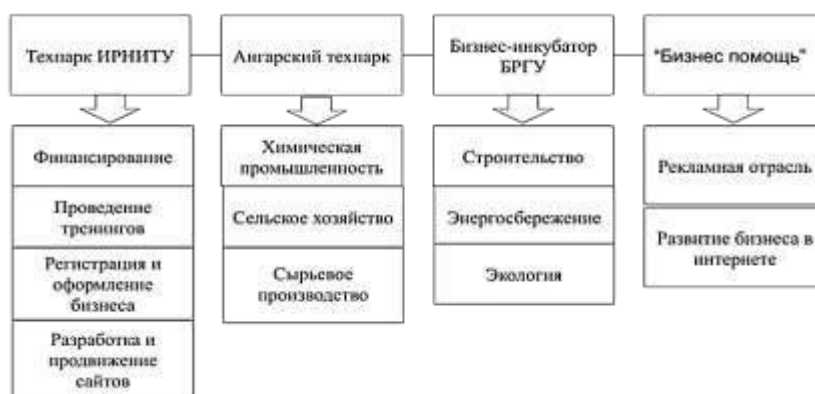 Технарк ИРНИТУ
Ангарский технарк
Бизнес-инкубатор
БРГУ
"Бизнес помощь"
Финансирование
Проведение
тренингов
Регистрация и
оформление
бизнеса
Разработка и
продвижение
сайтов
Химическая
промышленность
Сельское хозяйство
Сырьевое
производство
Строительство
Энергосбережение
Экология
Рекламная отрасль
Развитие бизнеса в
интернете